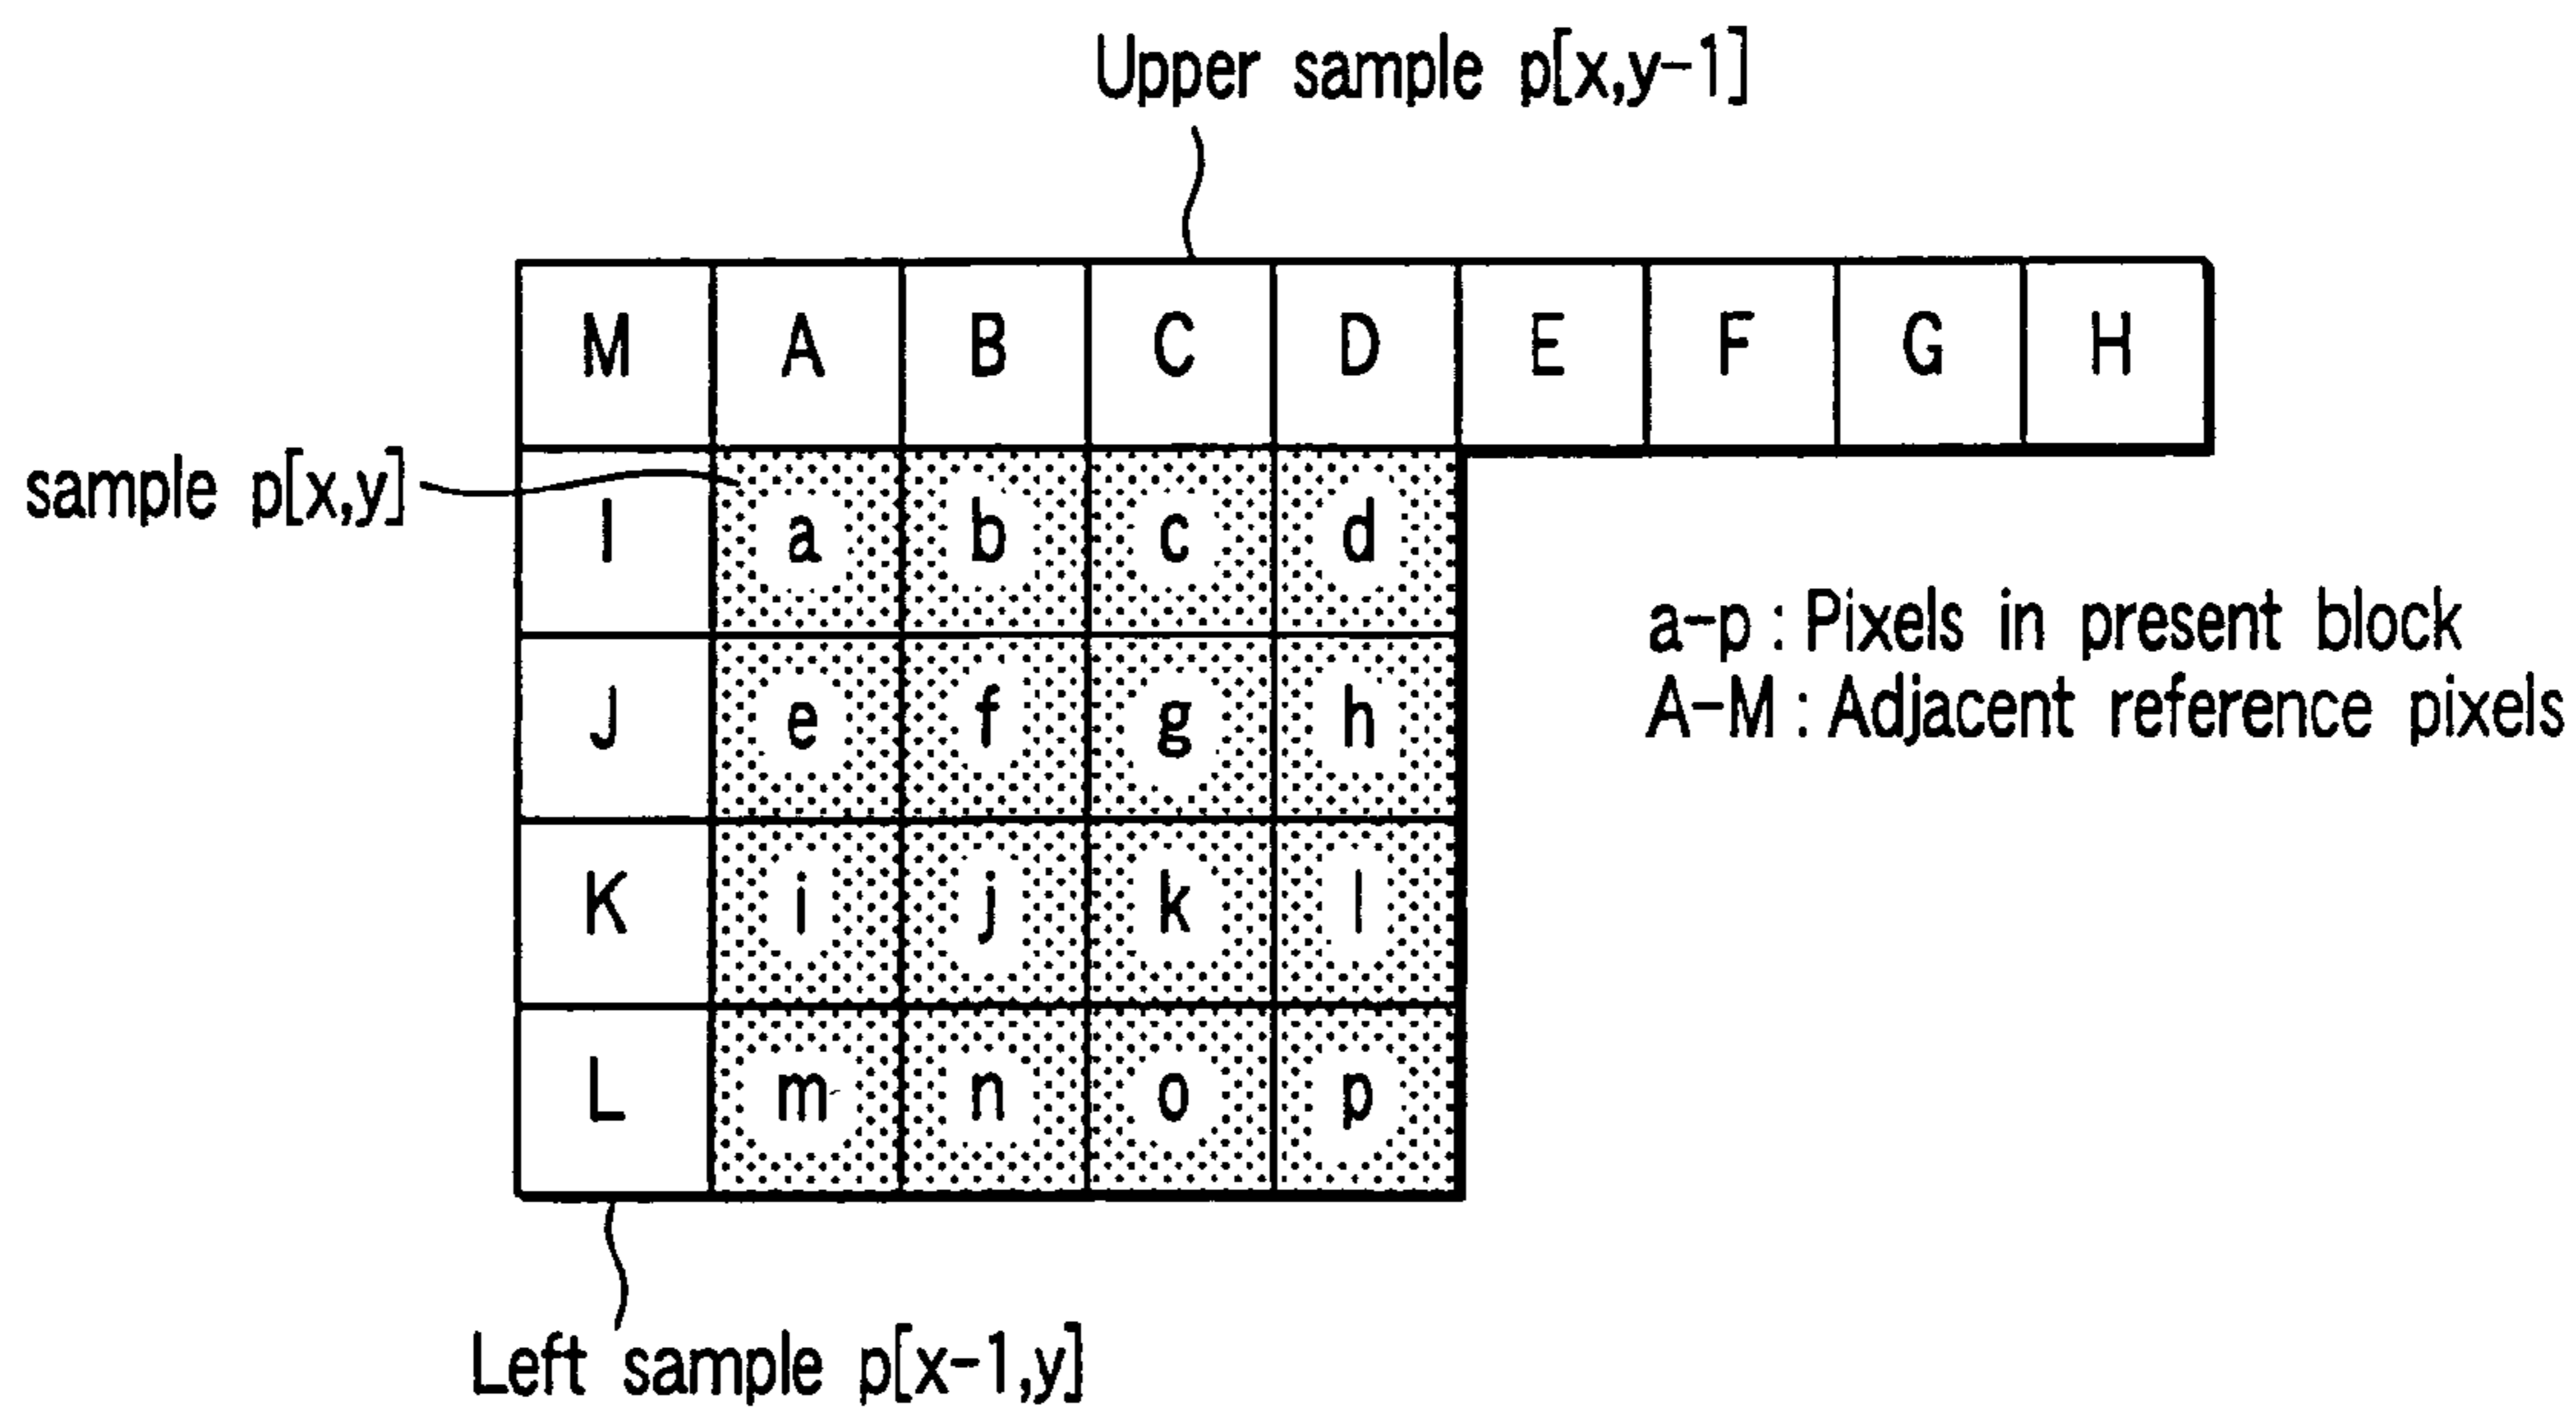 Upper sample p[x,y-1]
M A B C D E F G H
sample p[x,y]
I a b c d
a-p : Pixels in present block
J e f g h
A-M : Adjacent reference pixels
K i j k l
L m n o p
Left sample p[x-1,y]